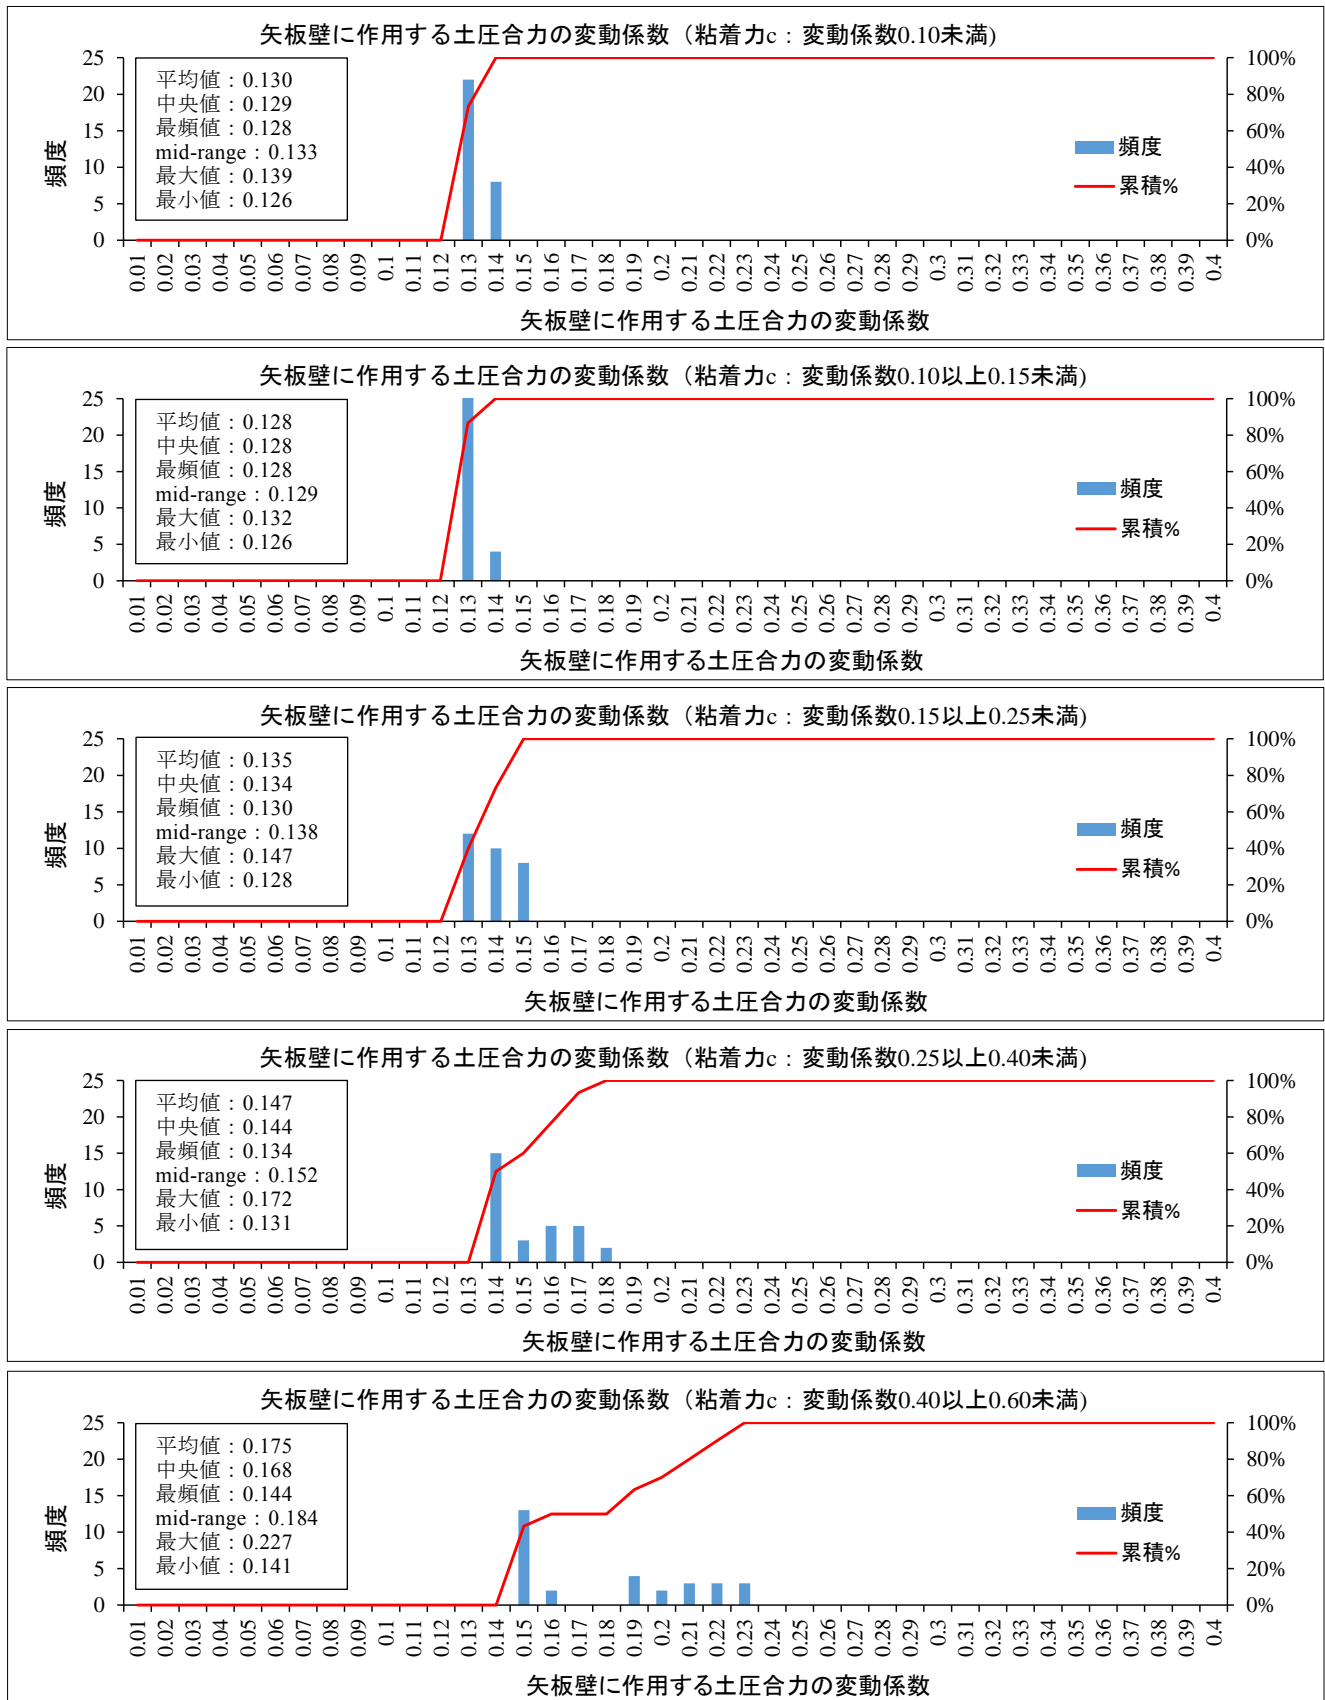 矢板壁に作用する土圧合力の変動係数（粘着力c：変動係数0.10未満）
平均値：0.130
中央値：0.129
最頻値：0.128
mid-range：0.133
最大値：0.139
最小値：0.126
頻度
25
20
15
10
5
0
100%
80%
60%
40%
20%
0%
頻度
累積%
0.01 0.02 0.03 0.04 0.05 0.06 0.07 0.08 0.09 0.1 0.11 0.12 0.13 0.14 0.15 0.16 0.17 0.18 0.19 0.2 0.21 0.22 0.23 0.24 0.25 0.26 0.27 0.28 0.29 0.3 0.31 0.32 0.33 0.34 0.35 0.36 0.37 0.38 0.39 0.4
矢板壁に作用する土圧合力の変動係数
矢板壁に作用する土圧合力の変動係数（粘着力c：変動係数0.10以上0.15未満）
平均値：0.128
中央値：0.128
最頻値：0.128
mid-range：0.129
最大値：0.132
最小値：0.126
頻度
25
20
15
10
5
0
100%
80%
60%
40%
20%
0%
頻度
累積%
0.01 0.02 0.03 0.04 0.05 0.06 0.07 0.08 0.09 0.1 0.11 0.12 0.13 0.14 0.15 0.16 0.17 0.18 0.19 0.2 0.21 0.22 0.23 0.24 0.25 0.26 0.27 0.28 0.29 0.3 0.31 0.32 0.33 0.34 0.35 0.36 0.37 0.38 0.39 0.4
矢板壁に作用する土圧合力の変動係数
矢板壁に作用する土圧合力の変動係数（粘着力c：変動係数0.15以上0.25未満）
平均値：0.135
中央値：0.134
最頻値：0.130
mid-range：0.138
最大値：0.147
最小値：0.128
頻度
25
20
15
10
5
0
100%
80%
60%
40%
20%
0%
頻度
累積%
0.01 0.02 0.03 0.04 0.05 0.06 0.07 0.08 0.09 0.1 0.11 0.12 0.13 0.14 0.15 0.16 0.17 0.18 0.19 0.2 0.21 0.22 0.23 0.24 0.25 0.26 0.27 0.28 0.29 0.3 0.31 0.32 0.33 0.34 0.35 0.36 0.37 0.38 0.39 0.4
矢板壁に作用する土圧合力の変動係数
矢板壁に作用する土圧合力の変動係数（粘着力c：変動係数0.25以上0.40未満）
平均値：0.147
中央値：0.144
最頻値：0.134
mid-range：0.152
最大値：0.172
最小値：0.131
頻度
25
20
15
10
5
0
100%
80%
60%
40%
20%
0%
頻度
累積%
0.01 0.02 0.03 0.04 0.05 0.06 0.07 0.08 0.09 0.1 0.11 0.12 0.13 0.14 0.15 0.16 0.17 0.18 0.19 0.2 0.21 0.22 0.23 0.24 0.25 0.26 0.27 0.28 0.29 0.3 0.31 0.32 0.33 0.34 0.35 0.36 0.37 0.38 0.39 0.4
矢板壁に作用する土圧合力の変動係数
矢板壁に作用する土圧合力の変動係数（粘着力c：変動係数0.40以上0.60未満）
平均値：0.175
中央値：0.168
最頻値：0.144
mid-range：0.184
最大値：0.227
最小値：0.141
頻度
25
20
15
10
5
0
100%
80%
60%
40%
20%
0%
頻度
累積%
0.01 0.02 0.03 0.04 0.05 0.06 0.07 0.08 0.09 0.1 0.11 0.12 0.13 0.14 0.15 0.16 0.17 0.18 0.19 0.2 0.21 0.22 0.23 0.24 0.25 0.26 0.27 0.28 0.29 0.3 0.31 0.32 0.33 0.34 0.35 0.36 0.37 0.38 0.39 0.4
矢板壁に作用する土圧合力の変動係数